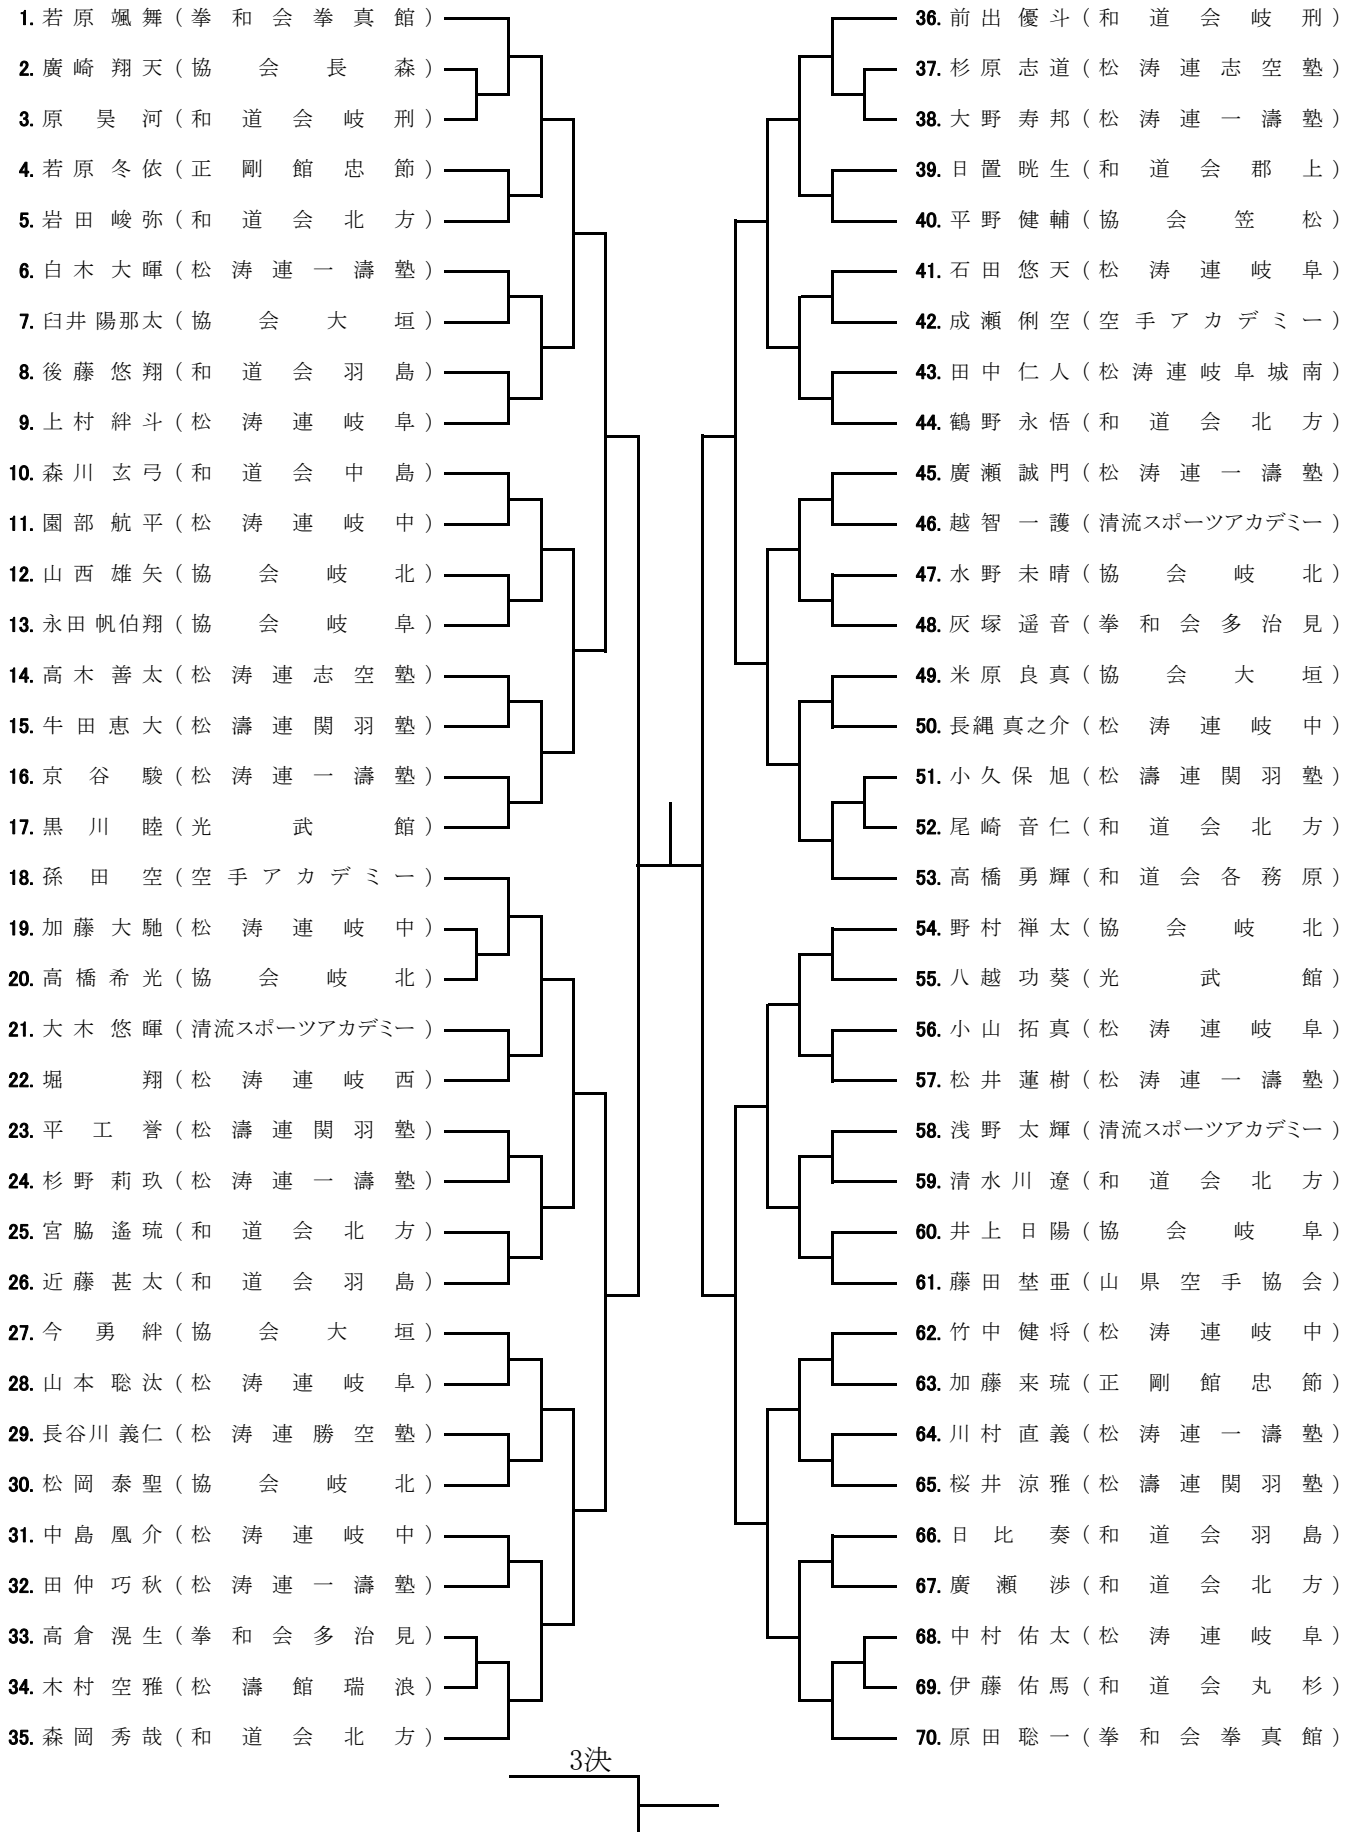 1. 若原颯舞（拳和会拳真館）
2. 廣崎翔天（協会長森）
3. 原昊河（和道会岐刑）
4. 若原冬依（正剛館忠節）
5. 岩田峻弥（和道会北方）
6. 白木大暉（松涛連一濤塾）
7. 臼井陽那太（協会大垣）
8. 後藤悠翔（和道会羽島）
9. 上村絆斗（松涛連岐阜）
10. 森川玄弓（和道会中島）
11. 園部航平（松涛連岐中）
12. 山西雄矢（協会岐北）
13. 永田帆伯翔（協会岐阜）
14. 高木善太（松涛連志空塾）
15. 牛田恵大（松濤連関羽塾）
16. 京谷駿（松涛連一濤塾）
17. 黒川睦（光武館）
18. 孫田空（空手アカデミー）
19. 加藤大馳（松涛連岐中）
20. 高橋希光（協会岐北）
21. 大木悠暉（清流スポーツアカデミー）
22. 堀翔（松涛連岐西）
23. 平工誉（松濤連関羽塾）
24. 杉野莉玖（松涛連一濤塾）
25. 宮脇遙琉（和道会北方）
26. 近藤甚太（和道会羽島）
27. 今勇絆（協会大垣）
28. 山本聡汰（松涛連岐阜）
29. 長谷川義仁（松涛連勝空塾）
30. 松岡泰聖（協会岐北）
31. 中島凰介（松涛連岐中）
32. 田仲巧秋（松涛連一濤塾）
33. 高倉滉生（拳和会多治見）
34. 木村空雅（松濤館瑞浪）
35. 森岡秀哉（和道会北方）
36. 前出優斗（和道会岐刑）
37. 杉原志道（松涛連志空塾）
38. 大野寿邦（松涛連一濤塾）
39. 日置晄生（和道会郡上）
40. 平野健輔（協会笠松）
41. 石田悠天（松涛連岐阜）
42. 成瀬俐空（空手アカデミー）
43. 田中仁人（松涛連岐阜城南）
44. 鶴野永悟（和道会北方）
45. 廣瀬誠門（松涛連一濤塾）
46. 越智一護（清流スポーツアカデミー）
47. 水野未晴（協会岐北）
48. 灰塚遥音（拳和会多治見）
49. 米原良真（協会大垣）
50. 長縄真之介（松涛連岐中）
51. 小久保旭（松濤連関羽塾）
52. 尾崎音仁（和道会北方）
53. 高橋勇輝（和道会各務原）
54. 野村禅太（協会岐北）
55. 八越功葵（光武館）
56. 小山拓真（松涛連岐阜）
57. 松井蓮樹（松涛連一濤塾）
58. 浅野太輝（清流スポーツアカデミー）
59. 清水川遼（和道会北方）
60. 井上日陽（協会岐阜）
61. 藤田埜亜（山県空手協会）
62. 竹中健将（松涛連岐中）
63. 加藤来琉（正剛館忠節）
64. 川村直義（松涛連一濤塾）
65. 桜井涼雅（松濤連関羽塾）
66. 日比奏（和道会羽島）
67. 廣瀬渉（和道会北方）
68. 中村佑太（松涛連岐阜）
69. 伊藤佑馬（和道会丸杉）
70. 原田聡一（拳和会拳真館）
3決